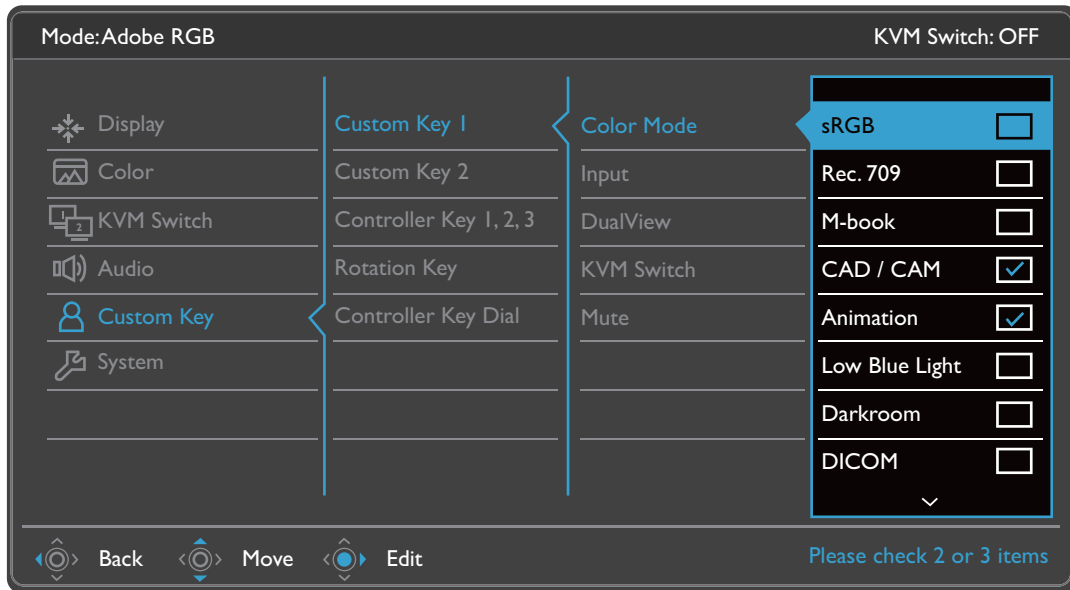 Mode:Adobe RGB
KVM Switch: OFF
Display
Color
1 2 KVM Switch
Audio
Custom Key
System
Custom Key 1
Custom Key 2
Controller Key 1, 2, 3
Rotation Key
Controller Key Dial
Color Mode
Input
DualView
KVM Switch
Mute
sRGB
Rec. 709
M-book
CAD / CAM
Animation
Low Blue Light
Darkroom
DICOM
Back Move Edit
Please check 2 or 3 items